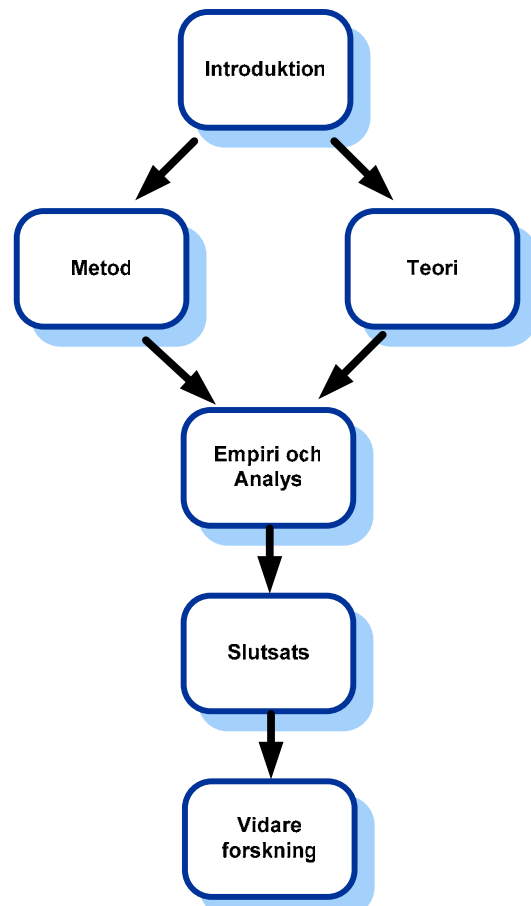 Introduktion
Metod
Teori
Empiri och
Analys
Slutsats
Vidare
forskning